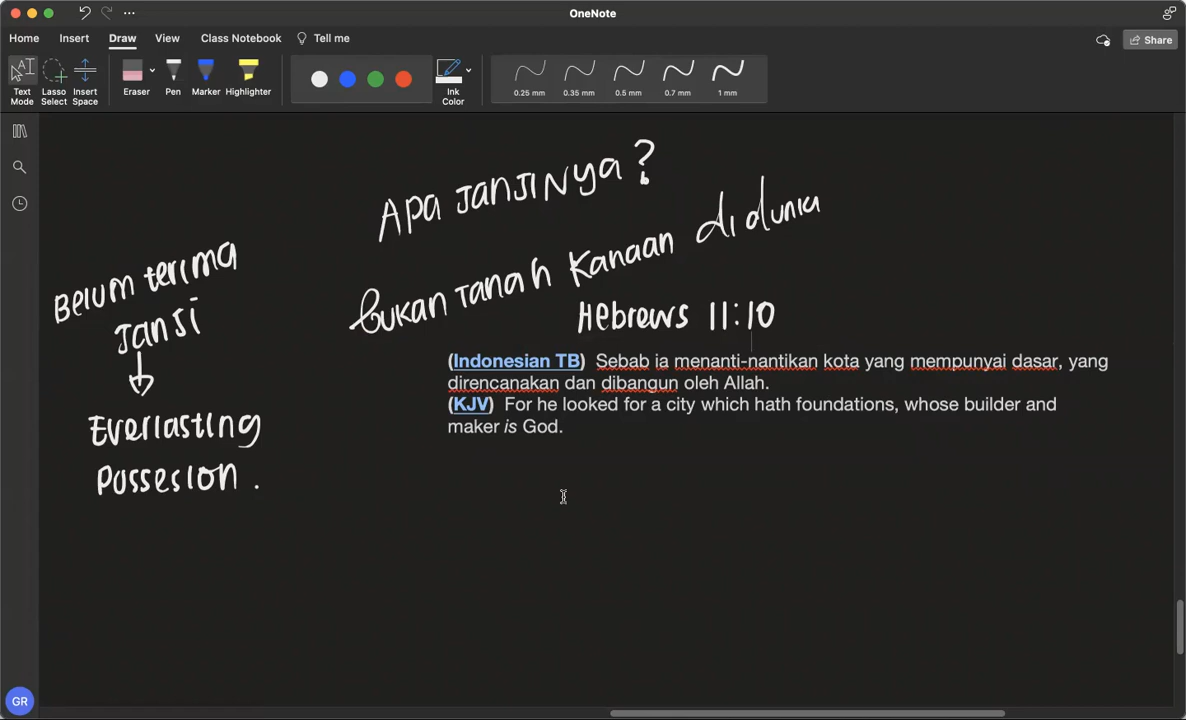 OneNote
Home Insert Draw View Class Notebook Tell me
Share
Text Mode
Lasso Select
Insert Space
Eraser
Pen
Marker
Highlighter
Ink Color
0.25 mm 0.35 mm 0.5 mm 0.7 mm 1 mm
Apa Janjinya?
bukan tanah Kanaan di dunia
Belum terima
Janji
Everlasting
Possesion.
Hebrews 11:10
(Indonesian TB) Sebab ia menanti-nantikan kota yang mempunyai dasar, yang
direncanakan dan dibangun oleh Allah.
(KJV) For he looked for a city which hath foundations, whose builder and
maker is God.
GR